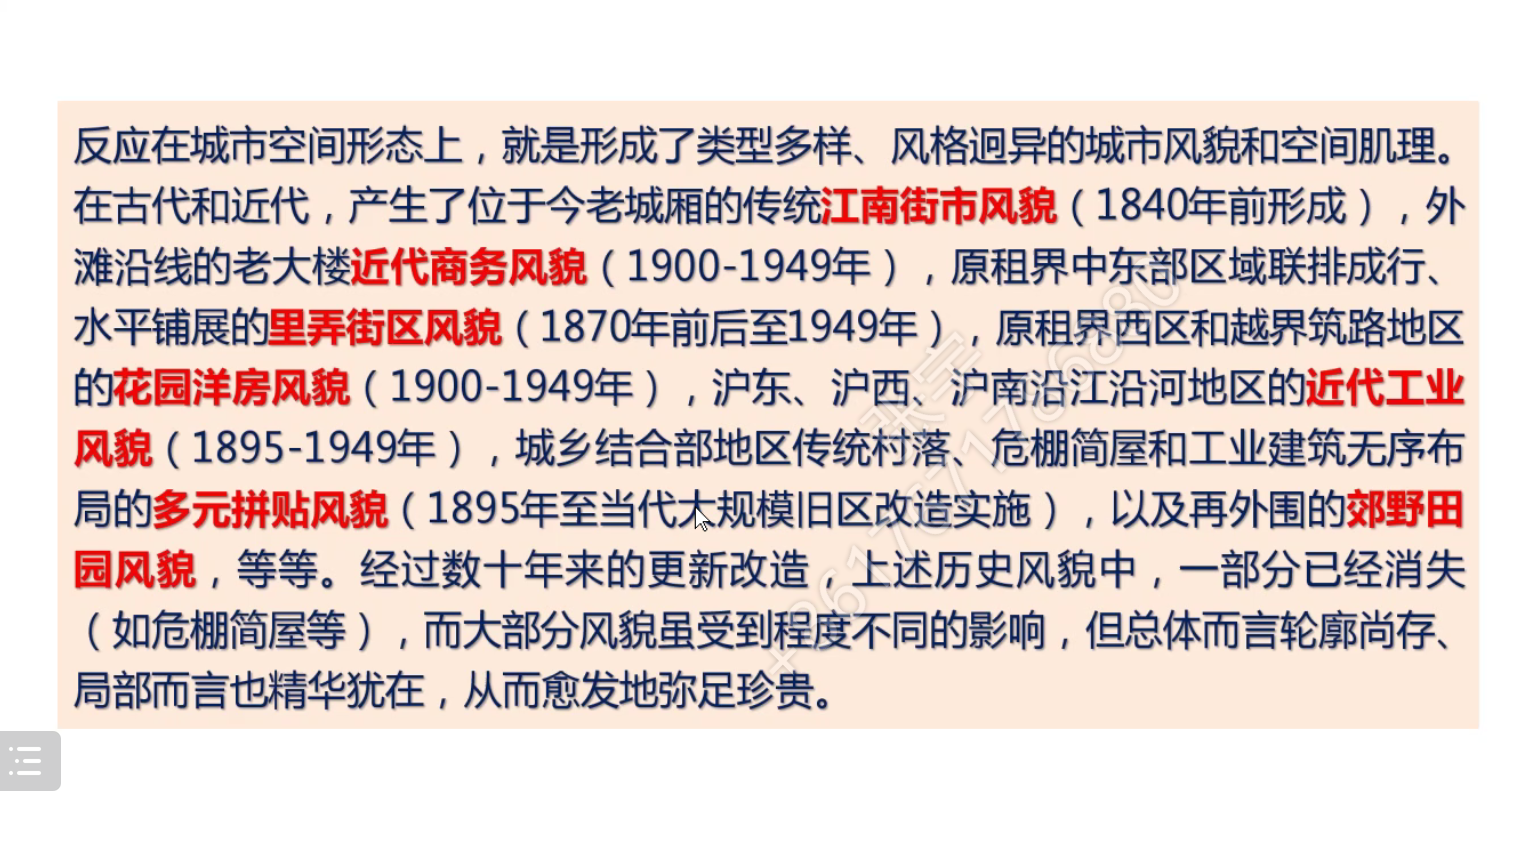 反应在城市空间形态上，就是形成了类型多样、风格迥异的城市风貌和空间肌理。
在古代和近代，产生了位于今老城厢的传统江南街市风貌（1840年前形成），外
滩沿线的老大楼近代商务风貌（1900-1949年），原租界中东部区域联排成行、
水平铺展的里弄街区风貌（1870年前后至1949年），原租界西区和越界筑路地区
的花园洋房风貌（1900-1949年），沪东、沪西、沪南沿江沿河地区的近代工业
风貌（1895-1949年），城乡结合部地区传统村落、危棚简屋和工业建筑无序布
局的多元拼贴风貌（1895年至当代大规模旧区改造实施），以及再外围的郊野田
园风貌，等等。经过数十年来的更新改造，上述历史风貌中，一部分已经消失
（如危棚简屋等），而大部分风貌虽受到程度不同的影响，但总体而言轮廓尚存、
局部而言也精华犹在，从而愈发地弥足珍贵。